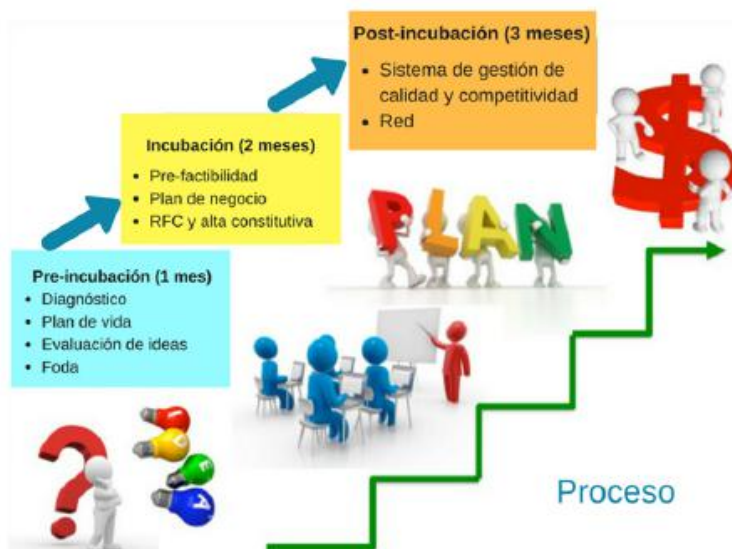 Post-incubación (3 meses)
• Sistema de gestión de
calidad y competitividad
• Red
Incubación (2 meses)
• Pre-factibilidad
• Plan de negocio
• RFC y alta constitutiva
Pre-incubación (1 mes)
• Diagnóstico
• Plan de vida
• Evaluación de ideas
• Foda
PLAN
$
?
I
D
E
A
Proceso